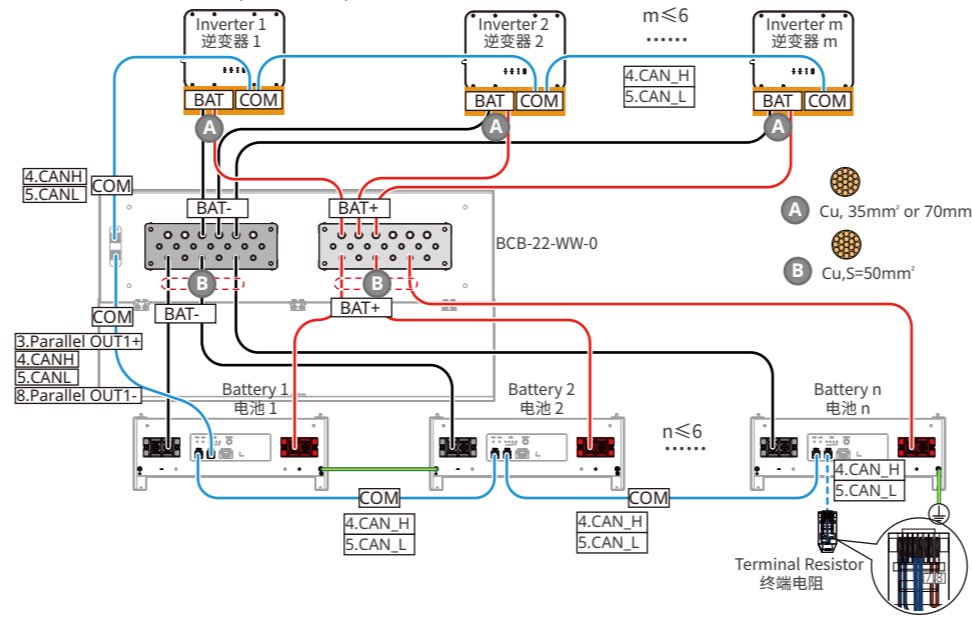 Inverter 1
逆变器 1
Inverter 2
逆变器 2
m≤6
······
Inverter m
逆变器 m
BAT
COM
BAT
COM
4.CAN_H
5.CAN_L
BAT
COM
A
A
A
4.CANH
5.CANL
COM
BAT-
BAT+
A
Cu, 35mm² or 70mm
BCB-22-WW-0
B
B
B
Cu,S=50mm²
COM
BAT-
BAT+
3.Parallel OUT1+
4.CANH
5.CANL
8.Parallel OUT1-
Battery 1
电池 1
Battery 2
电池 2
n≤6
······
Battery n
电池 n
-
+
-
+
-
+
4.CAN_H
5.CAN_L
COM
4.CAN_H
5.CAN_L
COM
4.CAN_H
5.CAN_L
Terminal Resistor
终端电阻
7 8